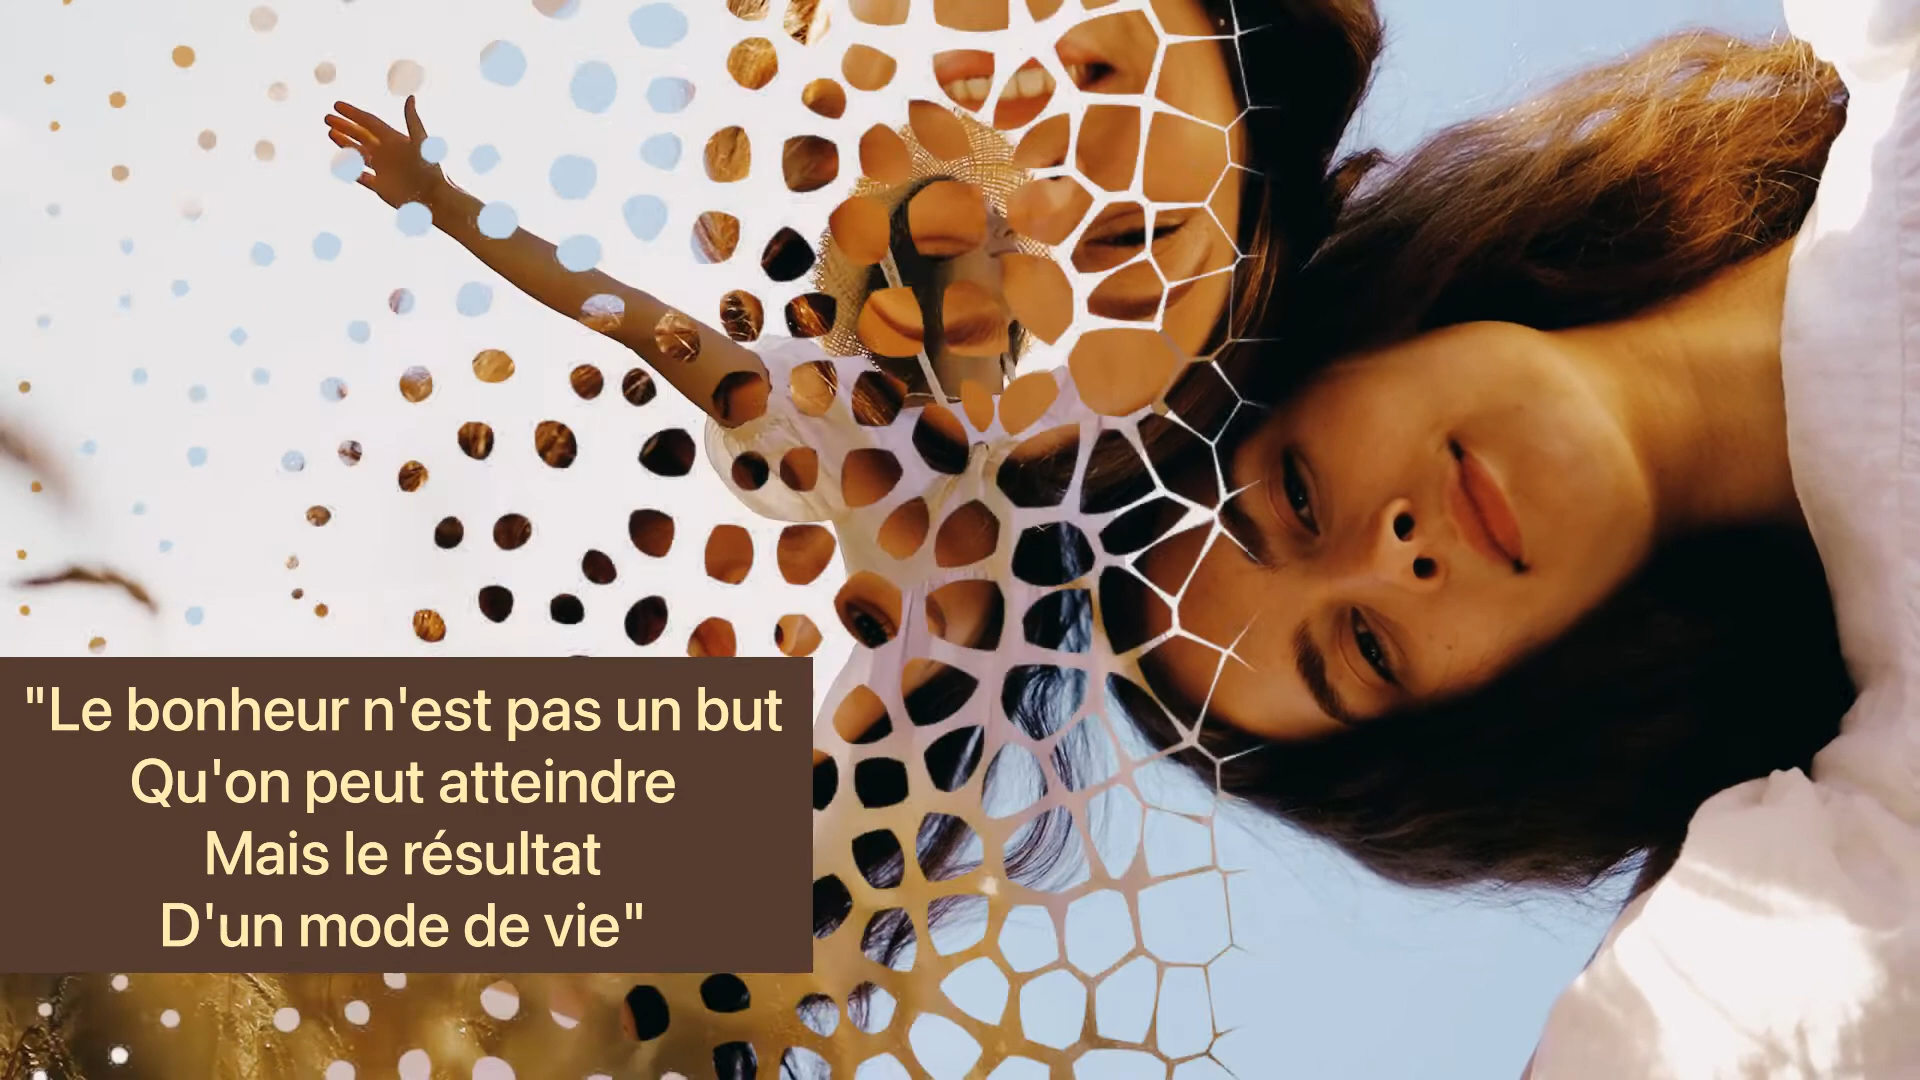 "Le bonheur n'est pas un but
Qu'on peut atteindre
Mais le résultat
D'un mode de vie"